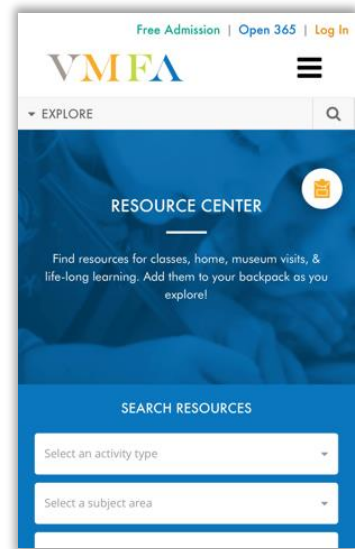 Free Admission | Open 365 | Log In
VMFA
EXPLORE
RESOURCE CENTER
Find resources for classes, home, museum visits, &
life-long learning. Add them to your backpack as you
explore!
SEARCH RESOURCES
Select an activity type
Select a subject area